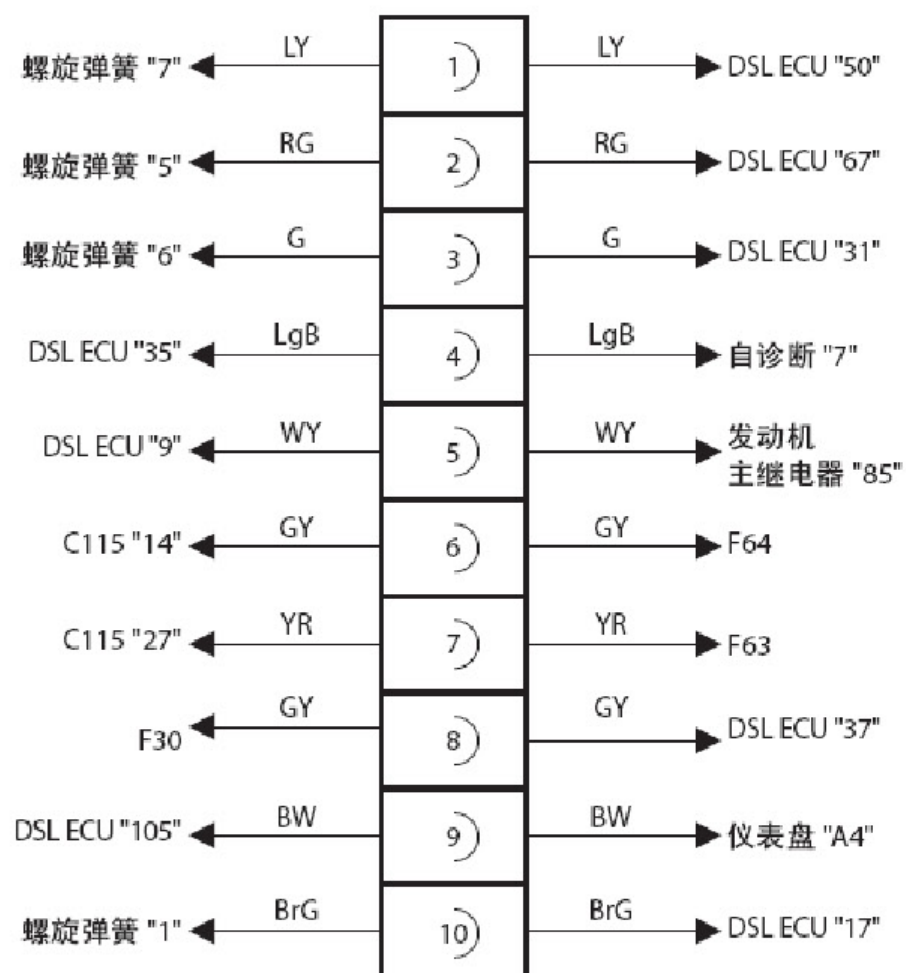 螺旋弹簧 "7" LY 1 LY DSL ECU "50"
螺旋弹簧 "5" RG 2 RG DSL ECU "67"
螺旋弹簧 "6" G 3 G DSL ECU "31"
DSL ECU "35" LgB 4 LgB 自诊断 "7"
DSL ECU "9" WY 5 WY 发动机
主继电器 "85"
C115 "14" GY 6 GY F64
C115 "27" YR 7 YR F63
F30 GY 8 GY DSL ECU "37"
DSL ECU "105" BW 9 BW 仪表盘 "A4"
螺旋弹簧 "1" BrG 10 BrG DSL ECU "17"